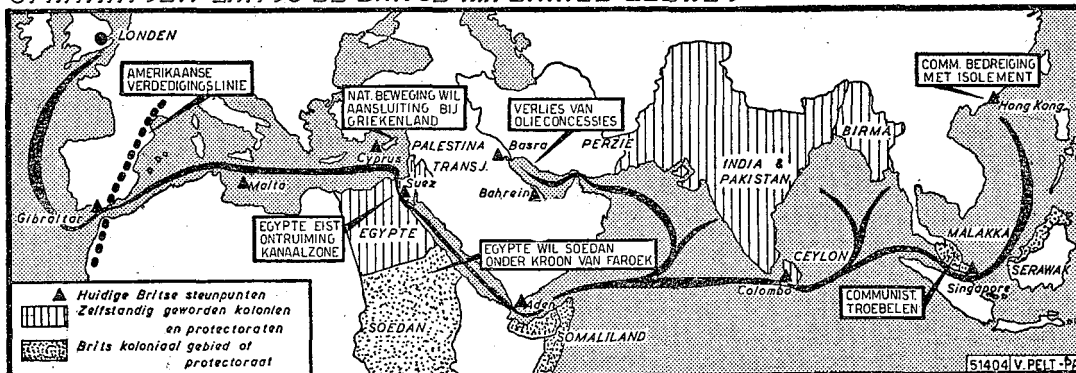 LONDEN
AMERIKAANSE
VERDEDIGINGSLINIE
NAT. BEWEGING WIL
AANSLUITING BIJ
GRIEKENLAND
VERLIES VAN
OLIECONCESSIES
COMM. BEDREIGING
MET ISOLEMENT
Hong Kong
PALESTINA
TRANSJ.
Basra
PERZIE
Cyprus
Suez
Bahrein
INDIA &
PAKISTAN
BIRMA
Malta
Gibraltar
EGYPTE EIST
ONTRUIMING
KANAALZONE
EGYPTE
EGYPTE WIL SOEDAN
ONDER KROON VAN FAROEK
CEYLON
MALAKKA
SERAWAK
Colombo
Singapore
COMMUNIST.
TROEBELEN
Aden
SOEDAN
OMALILAND
Huidige Britse steunpunten
Zelfstandig geworden kolonien
en protectoraten
Brits koloniaal gebied of
protectoraat
51404 V. PELT-P